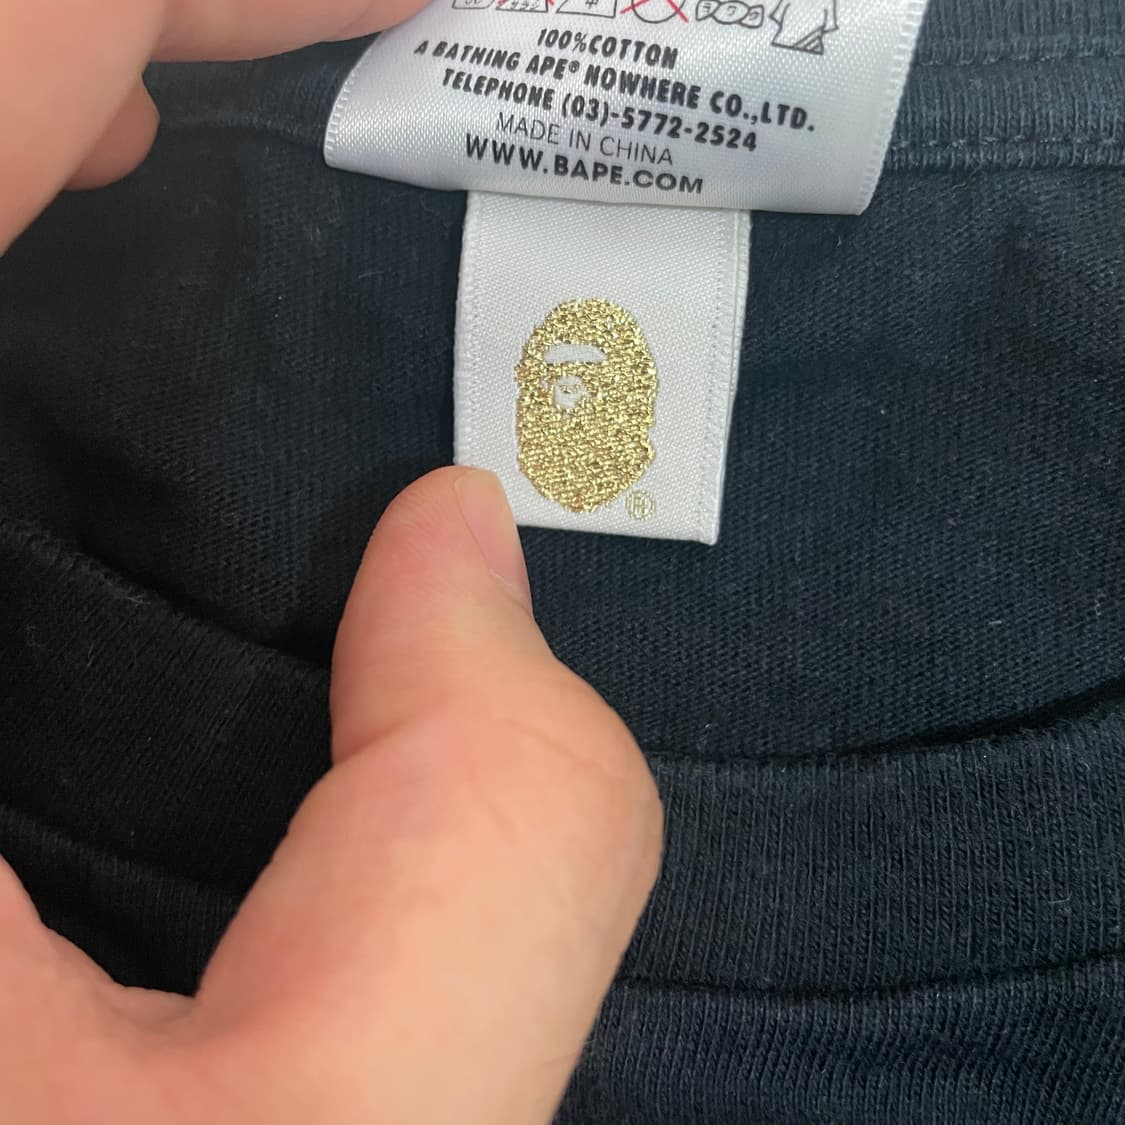 100%COTTON
A BATHING APE® NOWHERE CO.,LTD.
TELEPHONE (03)-5772-2524
MADE IN CHINA
WWW.BAPE.COM
®